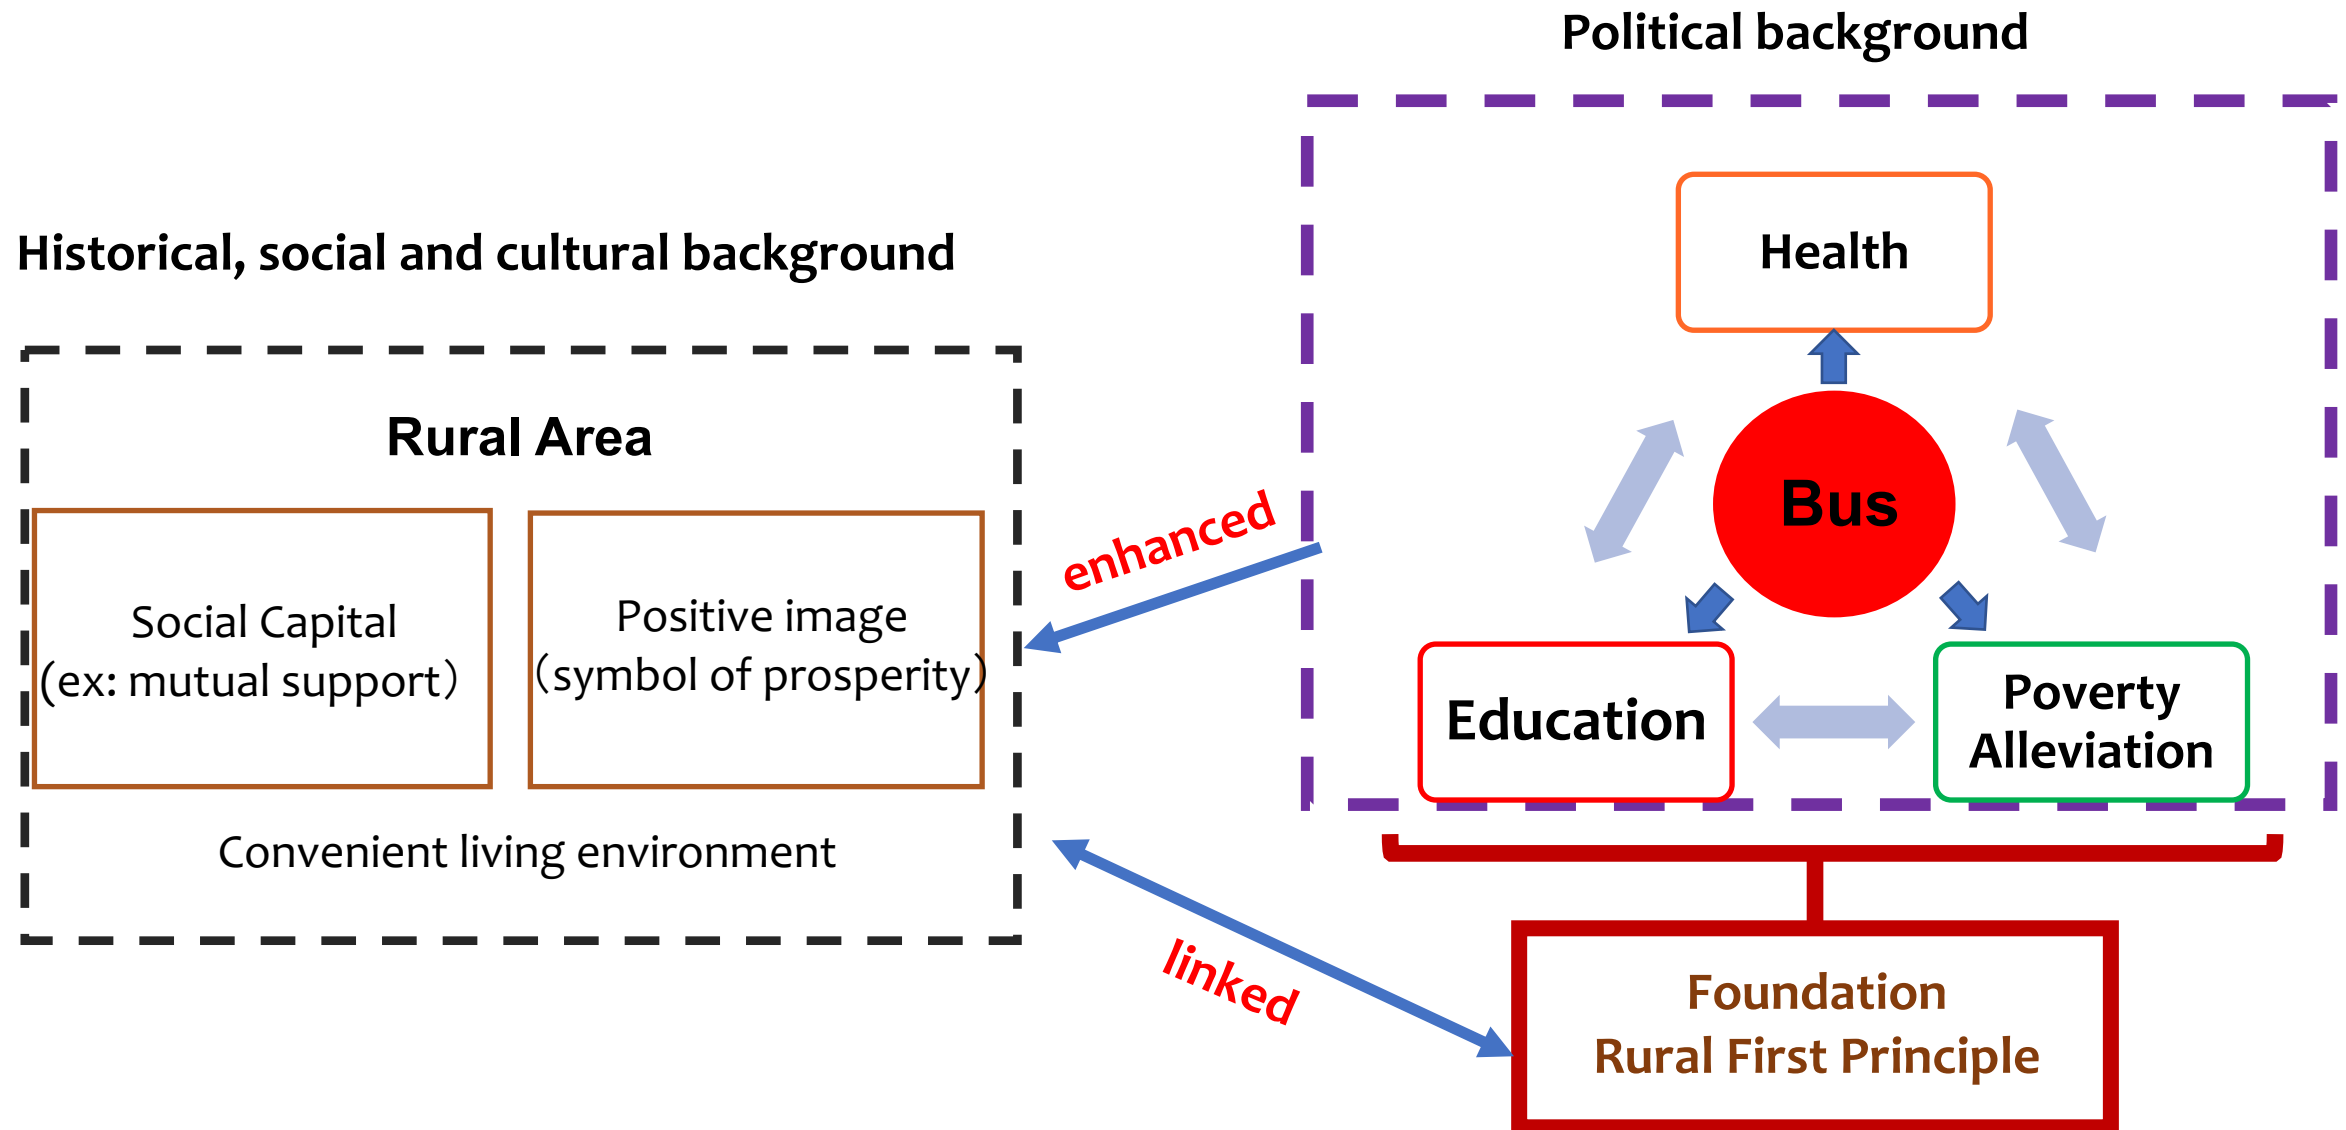 Political background
Health
Historical, social and cultural background
Rural Area
Bus
enhanced
Social Capital
(ex: mutual support）
Positive image
（symbol of prosperity）
Education
Poverty
Alleviation
Convenient living environment
linked
Foundation
Rural First Principle